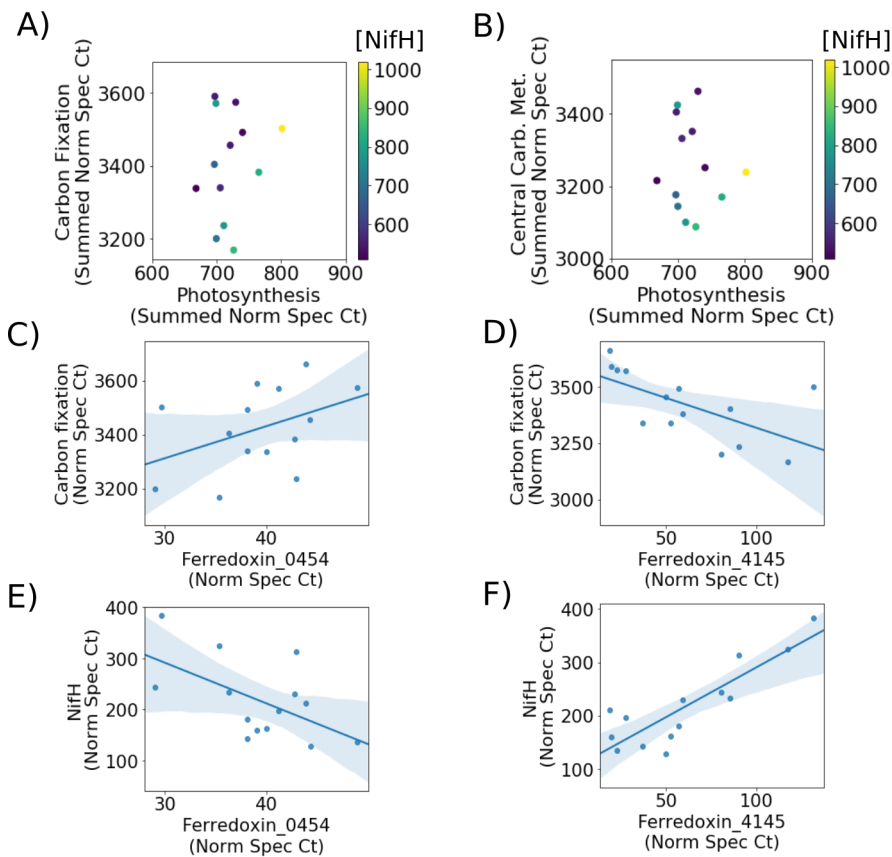 A)
[NifH]
Carbon Fixation
(Summed Norm Spec Ct)
3600
3400
3200
600
700
800
900
Photosynthesis
(Summed Norm Spec Ct)
1000
900
800
700
600
B)
[NifH]
Central Carb. Met.
(Summed Norm Spec Ct)
3400
3200
3000
600
700
800
900
Photosynthesis
(Summed Norm Spec Ct)
1000
900
800
700
600
C)
Carbon fixation
(Norm Spec Ct)
3600
3400
3200
30
40
Ferredoxin_0454
(Norm Spec Ct)
D)
Carbon fixation
(Norm Spec Ct)
3500
3250
3000
50
100
Ferredoxin_4145
(Norm Spec Ct)
E)
NifH
(Norm Spec Ct)
400
300
200
100
30
40
Ferredoxin_0454
(Norm Spec Ct)
F)
NifH
(Norm Spec Ct)
400
300
200
100
50
100
Ferredoxin_4145
(Norm Spec Ct)